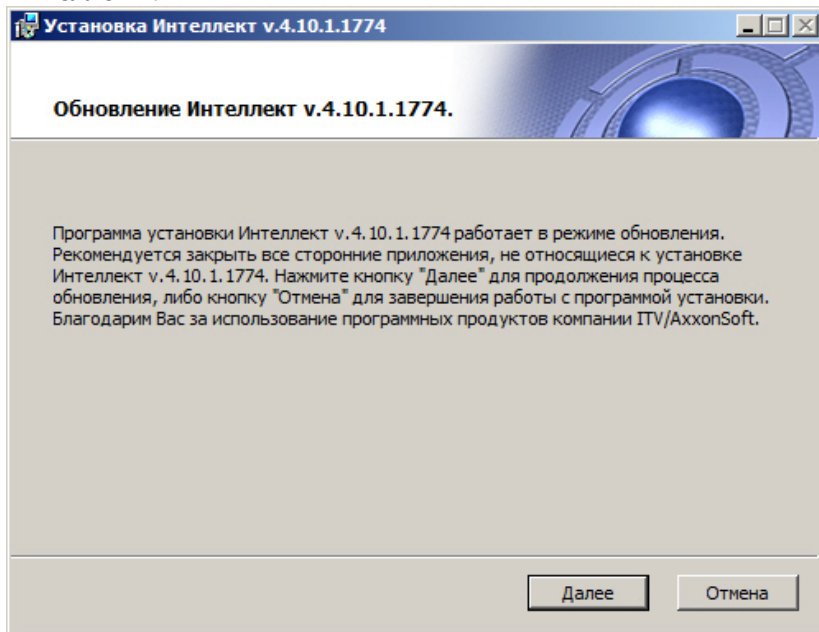 Установка Интеллект v.4.10.1.1774
Обновление Интеллект v.4.10.1.1774.
Программа установки Интеллект v.4.10.1.1774 работает в режиме обновления.
Рекомендуется закрыть все сторонние приложения, не относящиеся к установке
Интеллект v.4.10.1.1774. Нажмите кнопку "Далее" для продолжения процесса
обновления, либо кнопку "Отмена" для завершения работы с программой установки.
Благодарим Вас за использование программных продуктов компании ITV/AxxonSoft.
Далее
Отмена